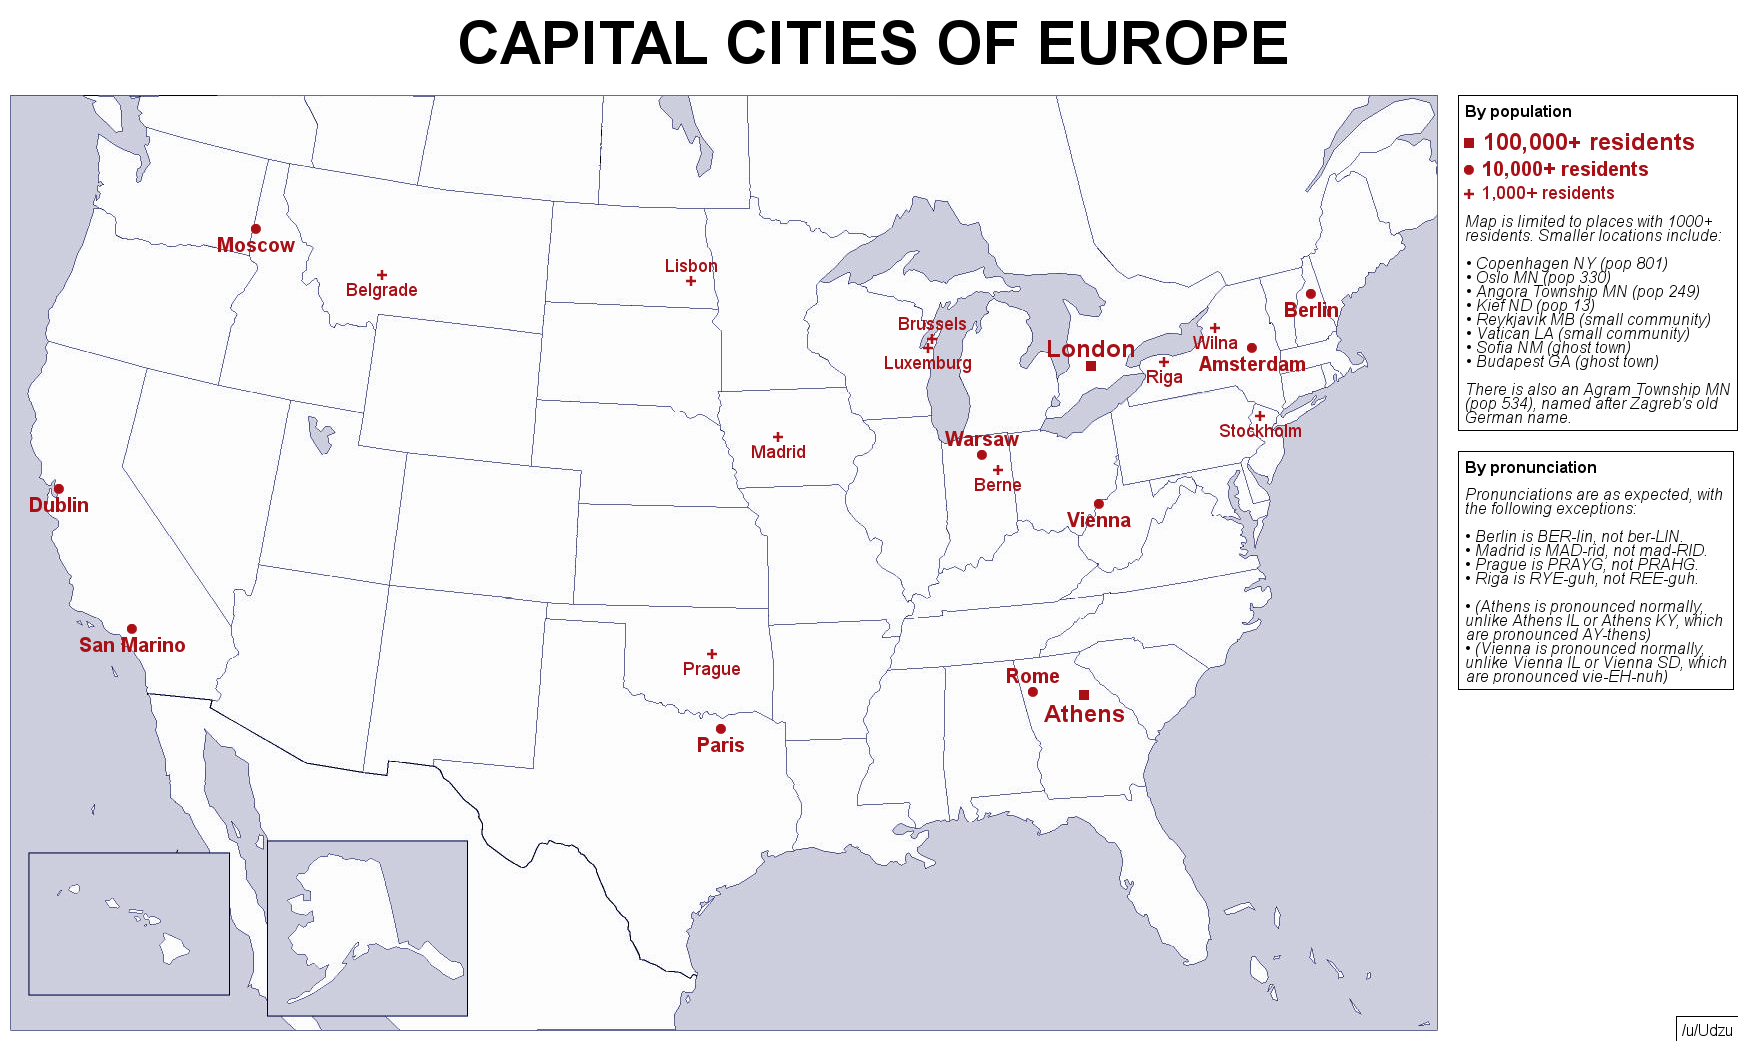 CAPITAL CITIES OF EUROPE
Moscow
Belgrade
Lisbon
Brussels
Luxemburg
London
Riga
Wilna
Amsterdam
Berlin
Stockholm
Madrid
Warsaw
Berne
Vienna
Dublin
San Marino
Prague
Paris
Rome
Athens
By population
100,000+ residents
10,000+ residents
1,000+ residents
Map is limited to places with 1000+
residents. Smaller locations include:
• Copenhagen NY (pop 801)
• Oslo MN (pop 330)
• Angora Township MN (pop 249)
• Kief ND (pop 13)
• Reykjavik MB (small community)
• Vatican LA (small community)
• Sofia NM (ghost town)
• Budapest GA (ghost town)
There is also an Agram Township MN
(pop 534), named after Zagreb's old
German name.
By pronunciation
Pronunciations are as expected, with
the following exceptions:
• Berlin is BER-lin, not ber-LIN.
• Madrid is MAD-rid, not mad-RID.
• Prague is PRAYG, not PRAHG.
• Riga is RYE-guh, not REE-guh.
• (Athens is pronounced normally,
unlike Athens IL or Athens KY, which
are pronounced AY-thens)
• (Vienna is pronounced normally,
unlike Vienna IL or Vienna SD, which
are pronounced vie-EH-nuh)
/u/Udzu